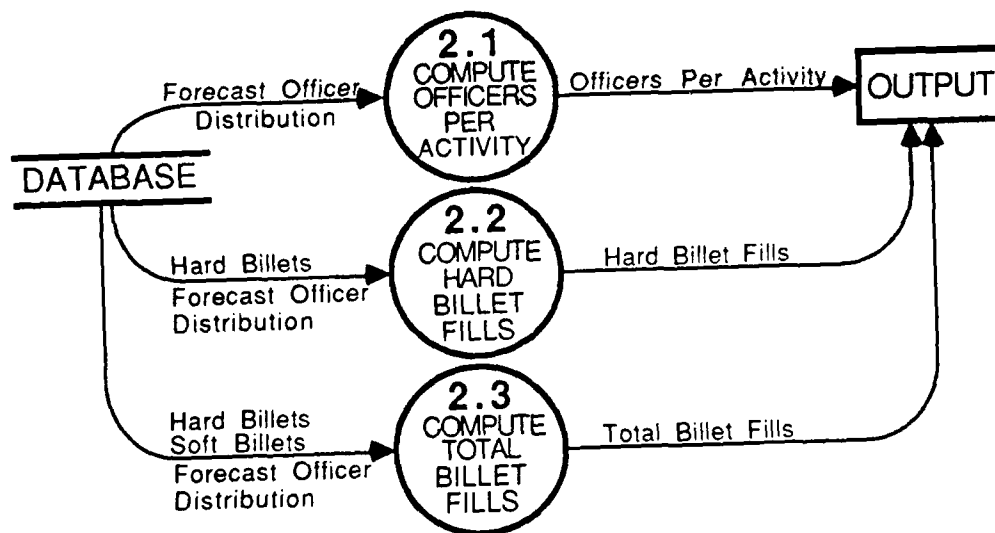 Forecast Officer
Distribution
2.1
COMPUTE
OFFICERS
PER
ACTIVITY
Officers Per Activity
OUTPUT
DATABASE
Hard Billets
Forecast Officer
Distribution
2.2
COMPUTE
HARD
BILLET
FILLS
Hard Billet Fills
Hard Billets
Soft Billets
Forecast Officer
Distribution
2.3
COMPUTE
TOTAL
BILLET
FILLS
Total Billet Fills